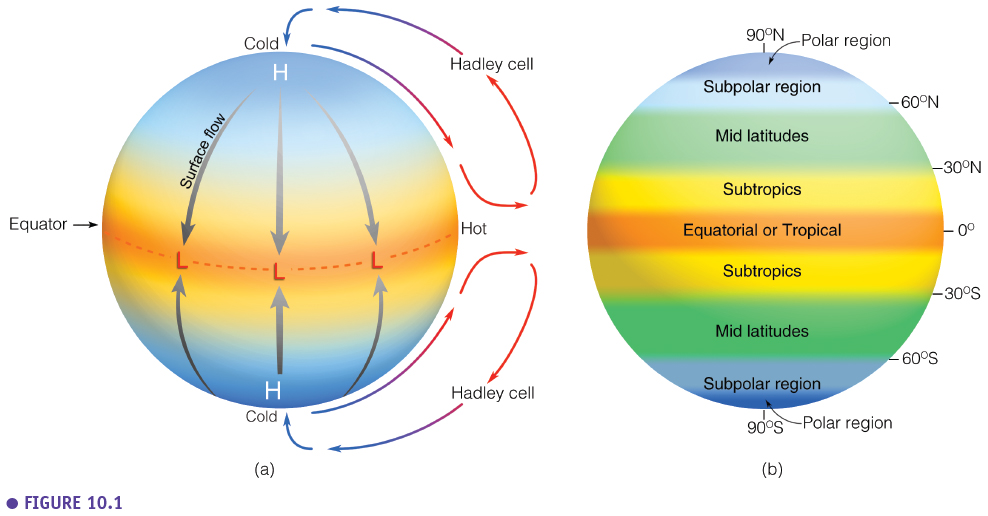 Cold
H
Hadley cell
Surface flow
Equator
Hot
L
L
L
H
Cold
Hadley cell
(a)
90°N
Polar region
Subpolar region
60°N
Mid latitudes
30°N
Subtropics
Equatorial or Tropical
0°
Subtropics
30°S
Mid latitudes
60°S
Subpolar region
Polar region
90°S
(b)
● FIGURE 10.1